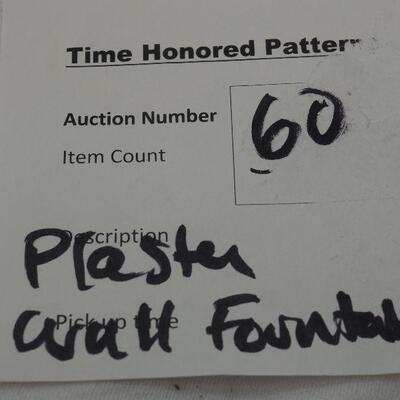 Time Honored Pattern
Auction Number 60
Item Count
Description
Plaster
Pick up time
Wall Fountain